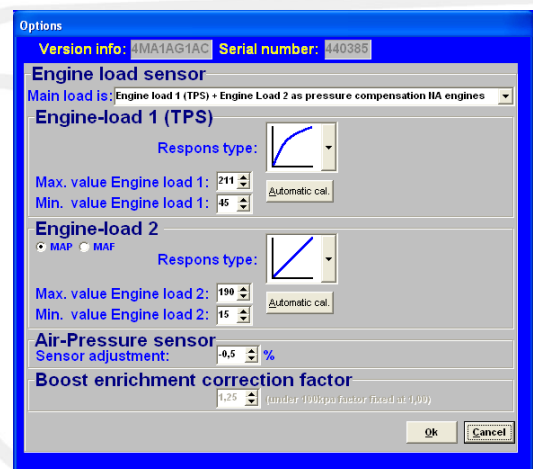 Options
Version info: 4MA1AG1AC Serial number: 440385
Engine load sensor
Main load is: Engine load 1 (TPS) + Engine Load 2 as pressure compensation NA engines
Engine-load 1 (TPS)
Respons type:
Max. value Engine load 1: 211
Automatic cal.
Min. value Engine load 1: 45
Engine-load 2
MAP MAF
Respons type:
Max. value Engine load 2: 190
Automatic cal.
Min. value Engine load 2: 15
Air-Pressure sensor
Sensor adjustment: -0,5 %
Boost enrichment correction factor
1,25 (under 100kpa factor fixed at 1,00)
Ok Cancel